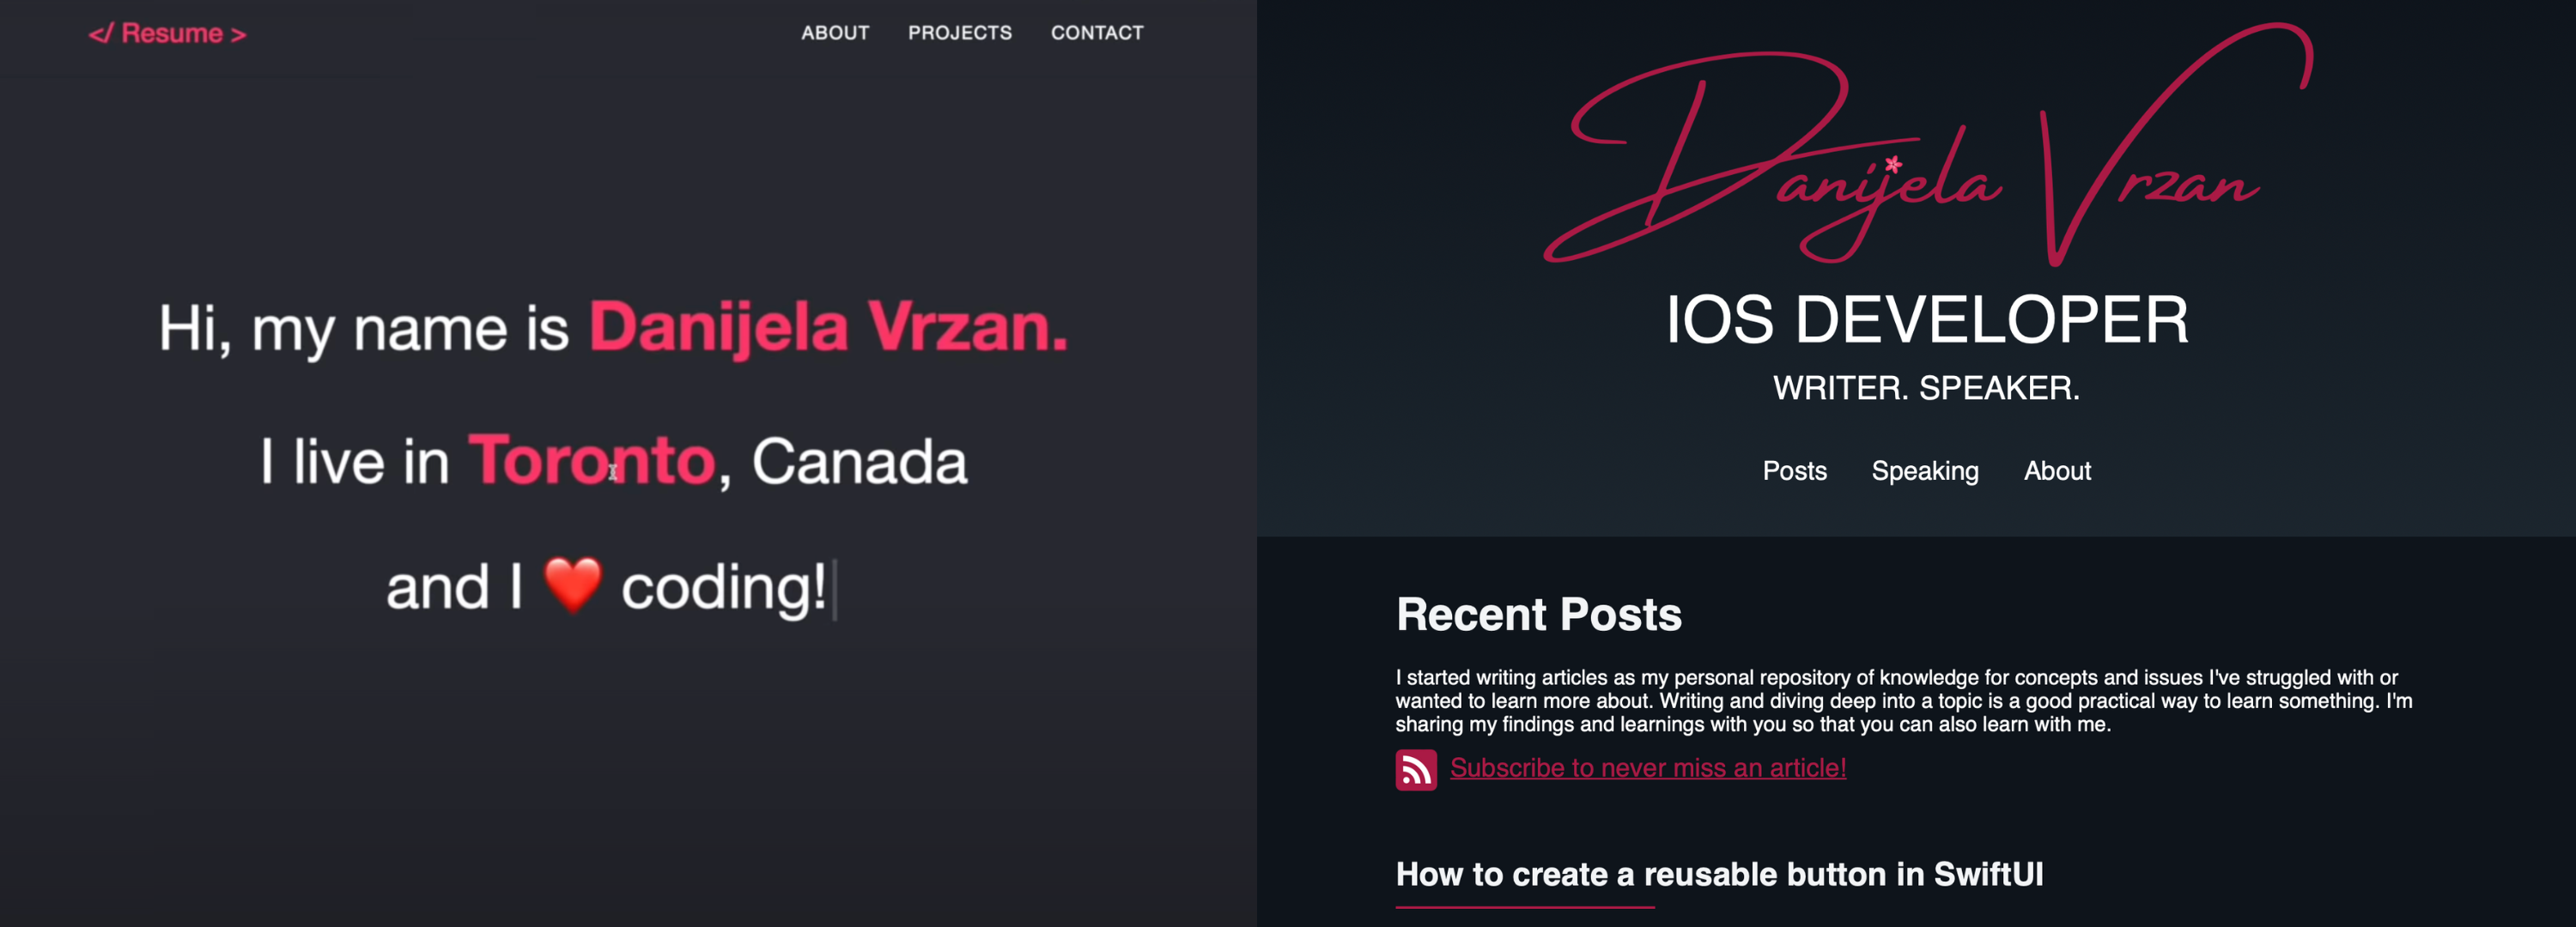 </ Resume >
ABOUT PROJECTS CONTACT
Hi, my name is Danijela Vrzan.
I live in Toronto, Canada
and I ❤️ coding!
Danijela Vrzan
IOS DEVELOPER
WRITER. SPEAKER.
Posts Speaking About
Recent Posts
I started writing articles as my personal repository of knowledge for concepts and issues I've struggled with or
wanted to learn more about. Writing and diving deep into a topic is a good practical way to learn something. I'm
sharing my findings and learnings with you so that you can also learn with me.
Subscribe to never miss an article!
How to create a reusable button in SwiftUI